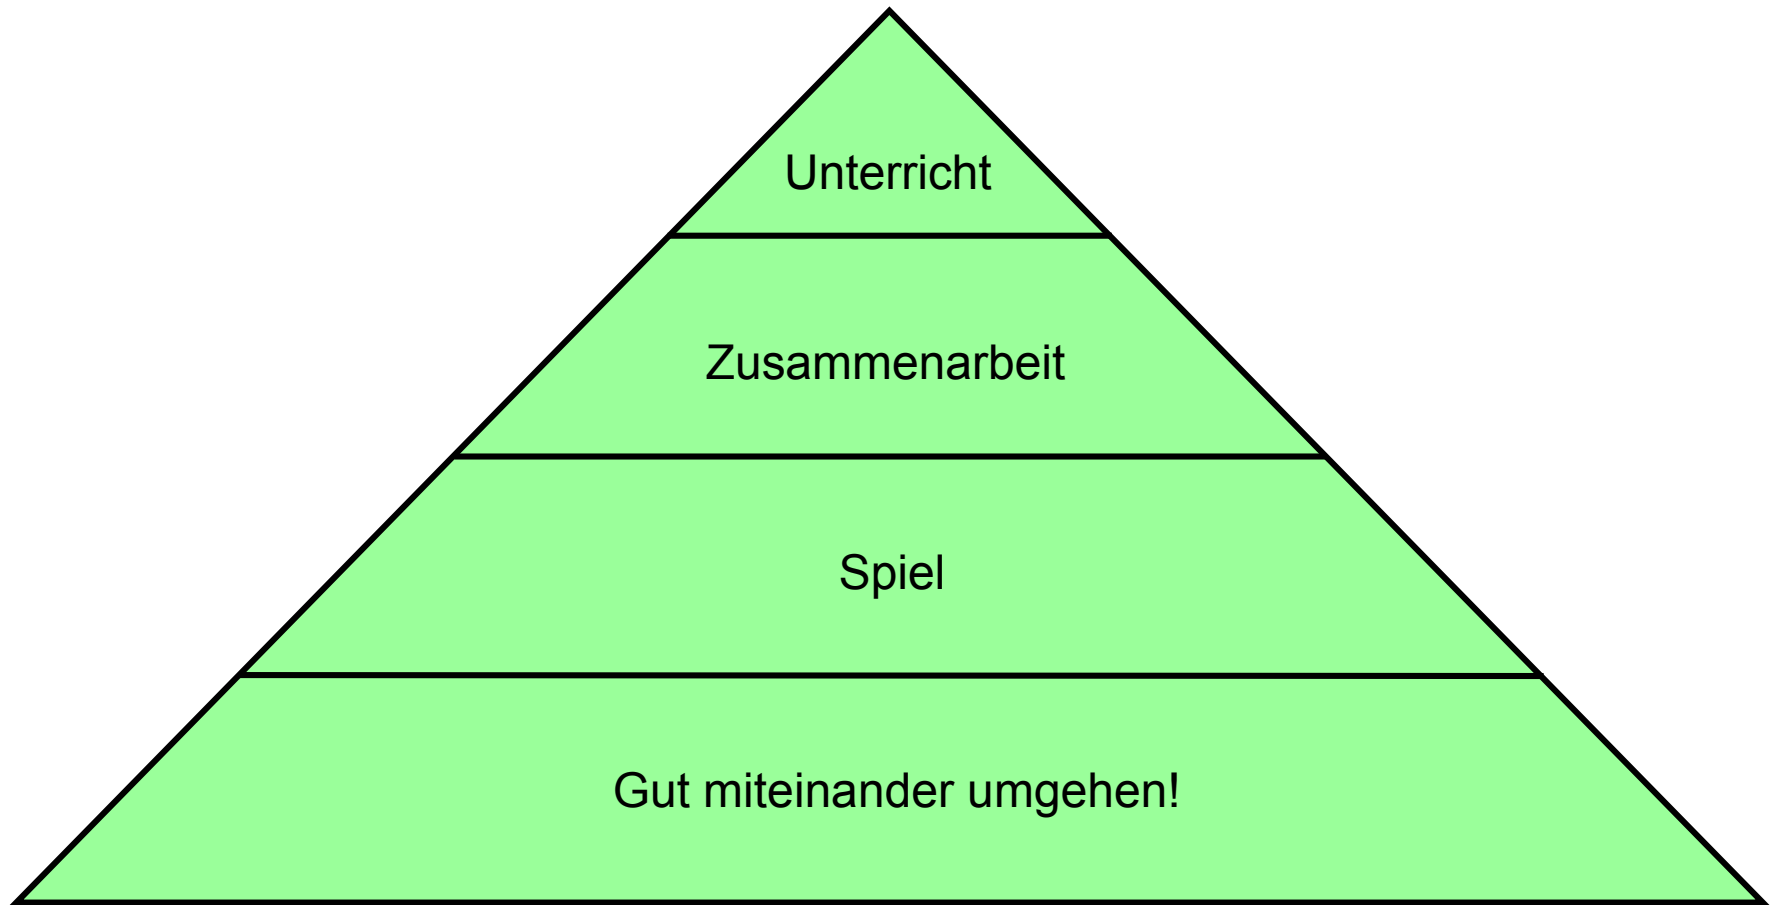 Unterricht
Zusammenarbeit
Spiel
Gut miteinander umgehen!